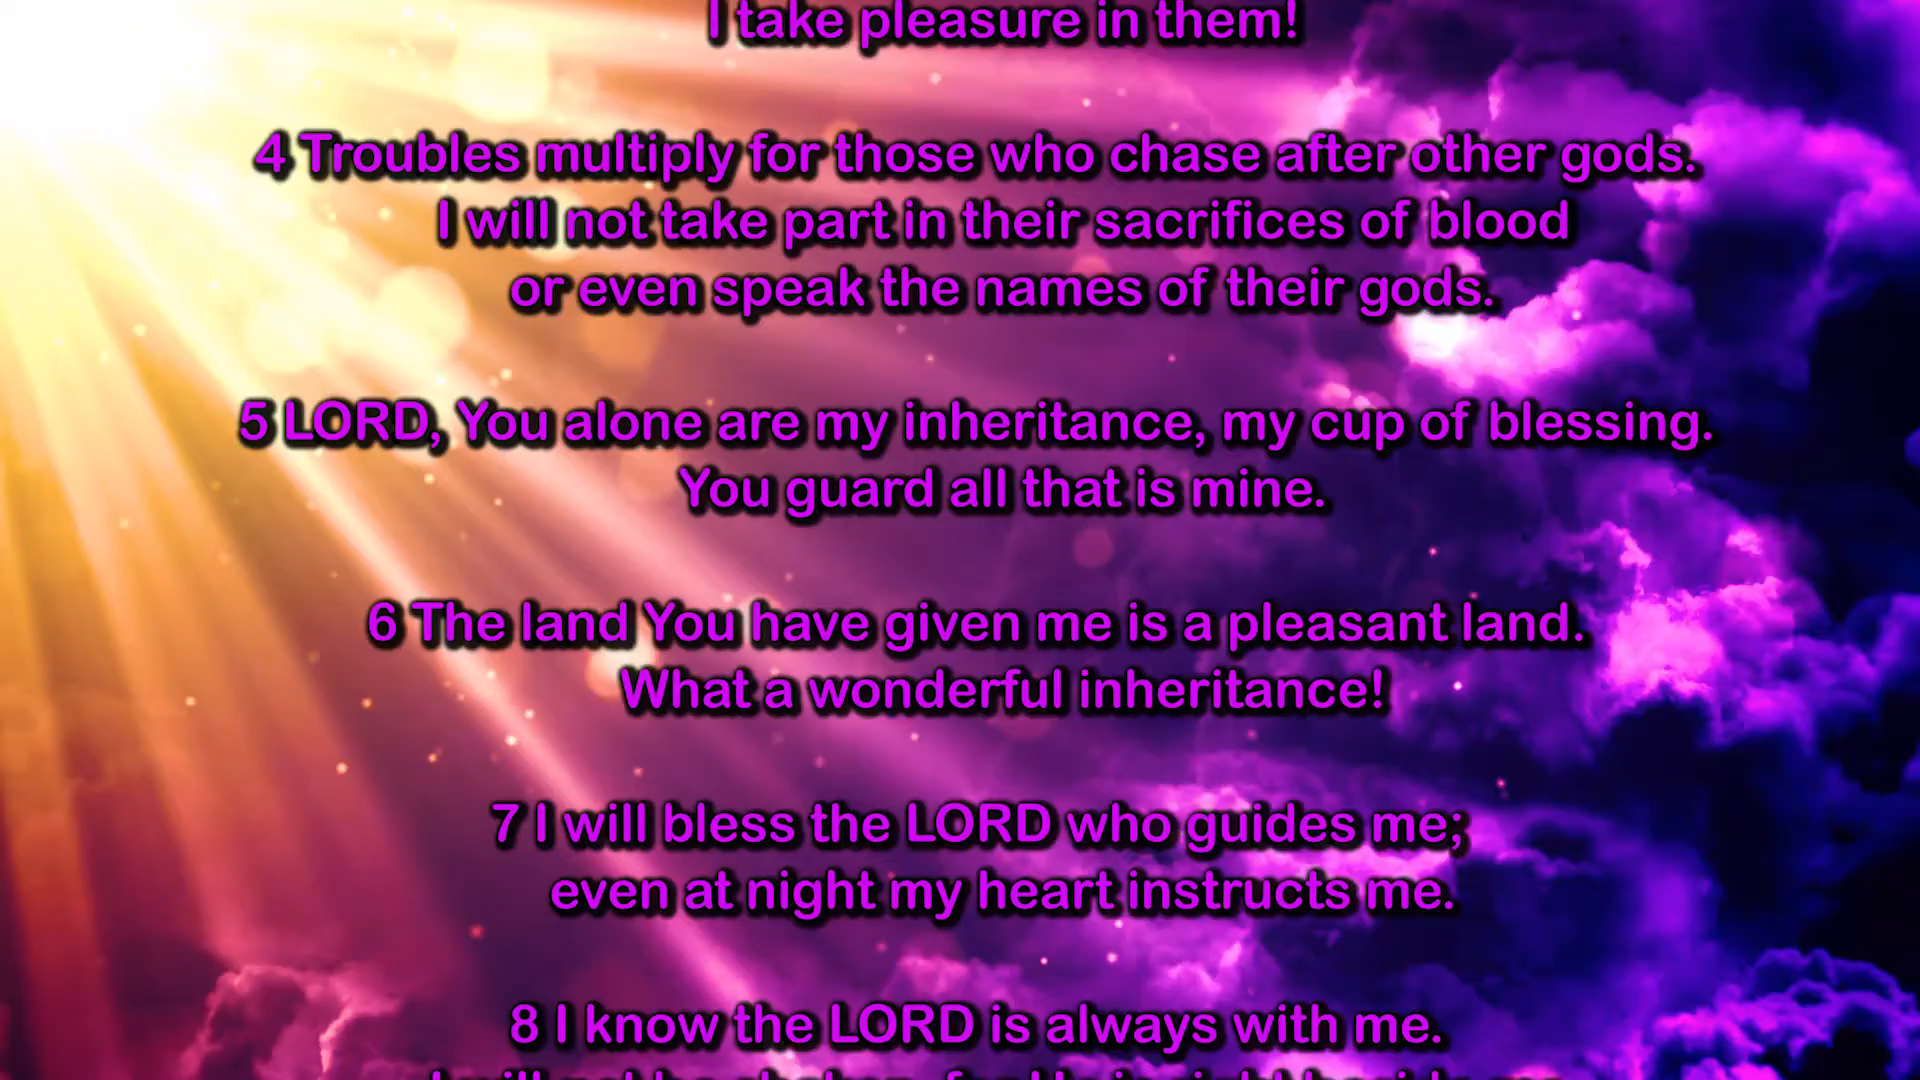 I take pleasure in them!
4 Troubles multiply for those who chase after other gods.
I will not take part in their sacrifices of blood
or even speak the names of their gods.
5 LORD, You alone are my inheritance, my cup of blessing.
You guard all that is mine.
6 The land You have given me is a pleasant land.
What a wonderful inheritance!
7 I will bless the LORD who guides me;
even at night my heart instructs me.
8 I know the LORD is always with me.